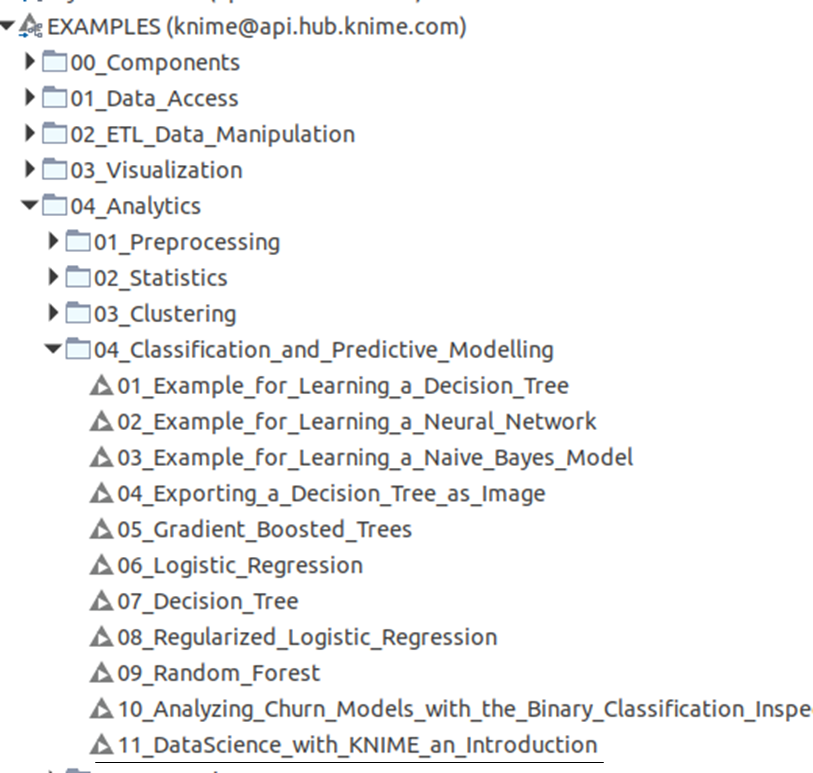 EXAMPLES (knime@api.hub.knime.com)
00_Components
01_Data_Access
02_ETL_Data_Manipulation
03_Visualization
04_Analytics
01_Preprocessing
02_Statistics
03_Clustering
04_Classification_and_Predictive_Modelling
01_Example_for_Learning_a_Decision_Tree
02_Example_for_Learning_a_Neural_Network
03_Example_for_Learning_a_Naive_Bayes_Model
04_Exporting_a_Decision_Tree_as_Image
05_Gradient_Boosted_Trees
06_Logistic_Regression
07_Decision_Tree
08_Regularized_Logistic_Regression
09_Random_Forest
10_Analyzing_Churn_Models_with_the_Binary_Classification_Inspe
11_DataScience_with_KNIME_an_Introduction